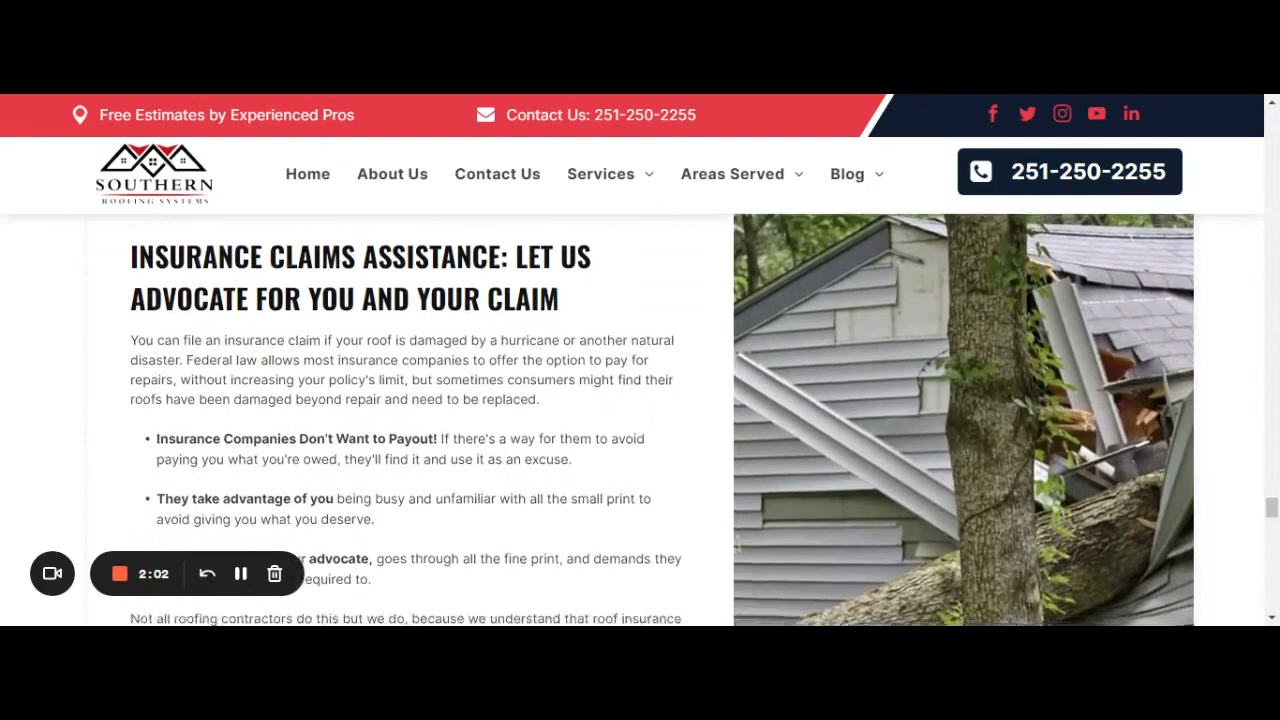 Free Estimates by Experienced Pros
Contact Us: 251-250-2255
SOUTHERN
ROOFING SYSTEMS
Home
About Us
Contact Us
Services
Areas Served
Blog
251-250-2255
INSURANCE CLAIMS ASSISTANCE: LET US
ADVOCATE FOR YOU AND YOUR CLAIM
You can file an insurance claim if your roof is damaged by a hurricane or another natural
disaster. Federal law allows most insurance companies to offer the option to pay for
repairs, without increasing your policy's limit, but sometimes consumers might find their
roofs have been damaged beyond repair and need to be replaced.
• Insurance Companies Don't Want to Payout! If there's a way for them to avoid
paying you what you're owed, they'll find it and use it as an excuse.
• They take advantage of you being busy and unfamiliar with all the small print to
avoid giving you what you deserve.
advocate, goes through all the fine print, and demands they
required to.
Not all roofing contractors do this but we do, because we understand that roof insurance
2:02